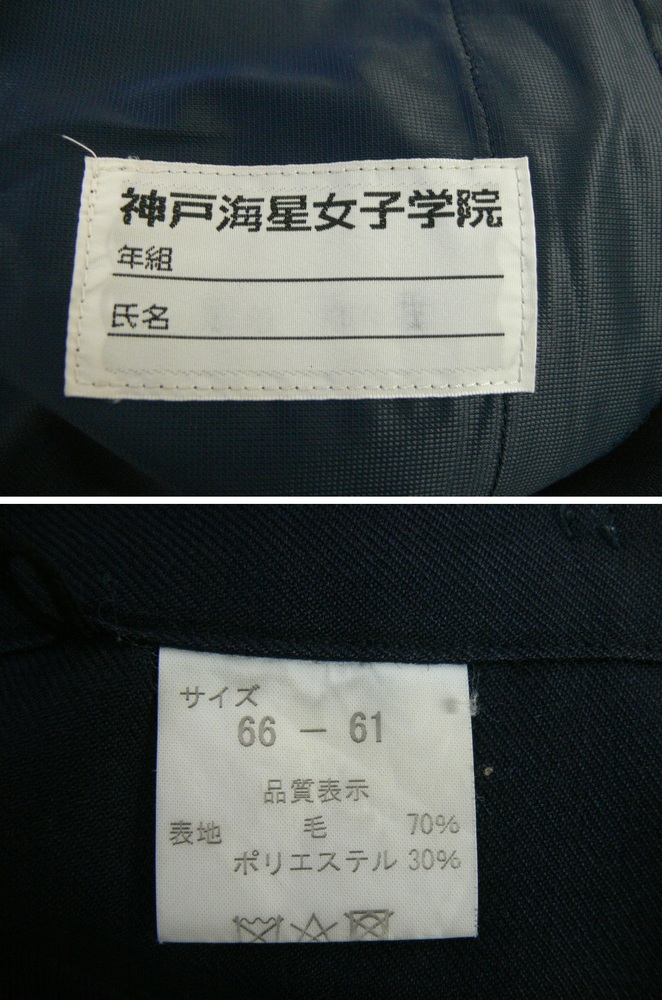 神戸海星女子学院
年組
氏名
サイズ
66 － 61
品質表示
表地 毛 70%
ポリエステル 30%